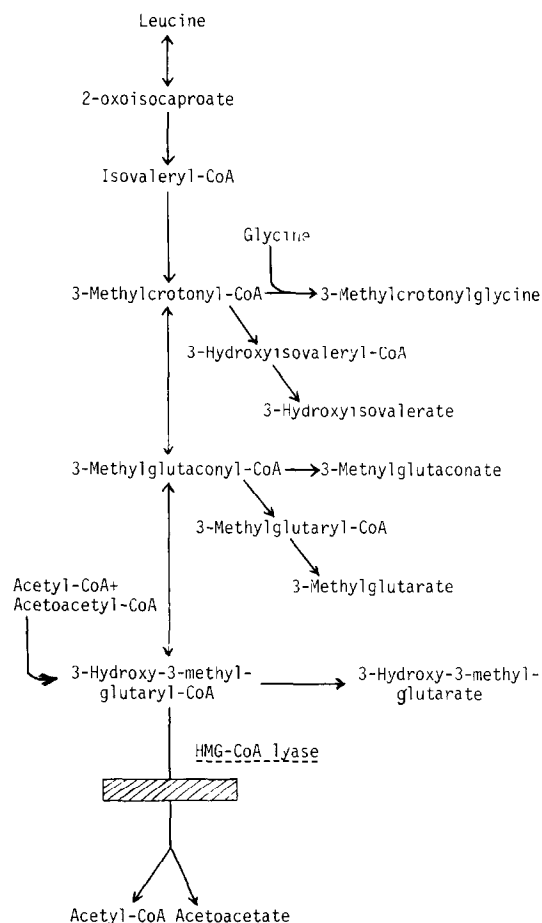 Leucine
2-oxoisocaproate
Isovaleryl-CoA
Glycine
3-Methylcrotonyl-CoA
3-Methylcrotonylglycine
3-Hydroxyisovaleryl-CoA
3-Hydroxyisovalerate
3-Methylglutaconyl-CoA
3-Metnylglutaconate
3-Methylglutaryl-CoA
3-Methylglutarate
Acetyl-CoA+
Acetoacetyl-CoA
3-Hydroxy-3-methyl-
glutaryl-CoA
3-Hydroxy-3-methyl-
glutarate
HMG-CoA lyase
Acetyl-CoA Acetoacetate